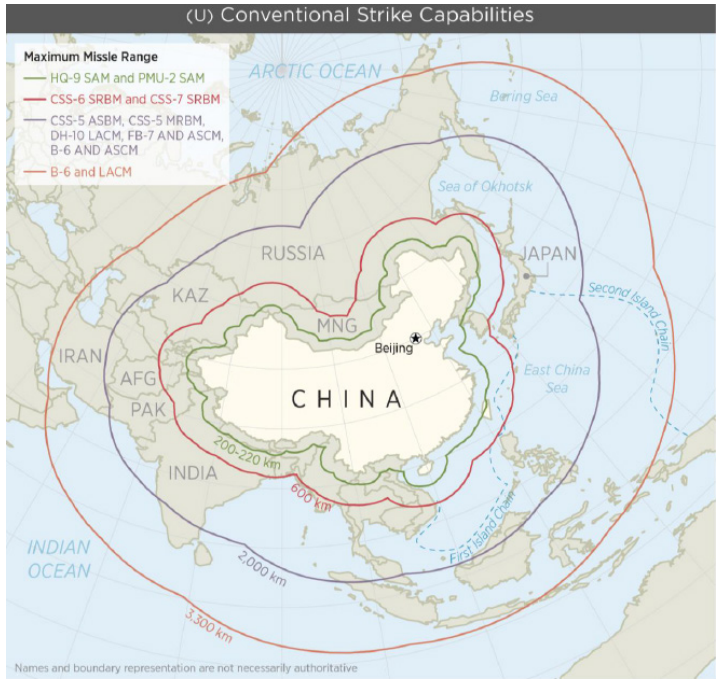 (U) Conventional Strike Capabilities
Maximum Missle Range
HQ-9 SAM and PMU-2 SAM
CSS-6 SRBM and CSS-7 SRBM
CSS-5 ASBM, CSS-5 MRBM,
DH-10 LACM, FB-7 AND ASCM,
B-6 AND ASCM
B-6 and LACM
ARCTIC OCEAN
Bering Sea
Sea of Okhotsk
RUSSIA
JAPAN
KAZ
Second Island Chain
MNG
Beijing
IRAN
AFG
East China
Sea
PAK
CHINA
200-220 km
INDIA
600 km
First Island Chain
INDIAN
OCEAN
2,000 km
3,300 km
Names and boundary representation are not necessarily authoritative